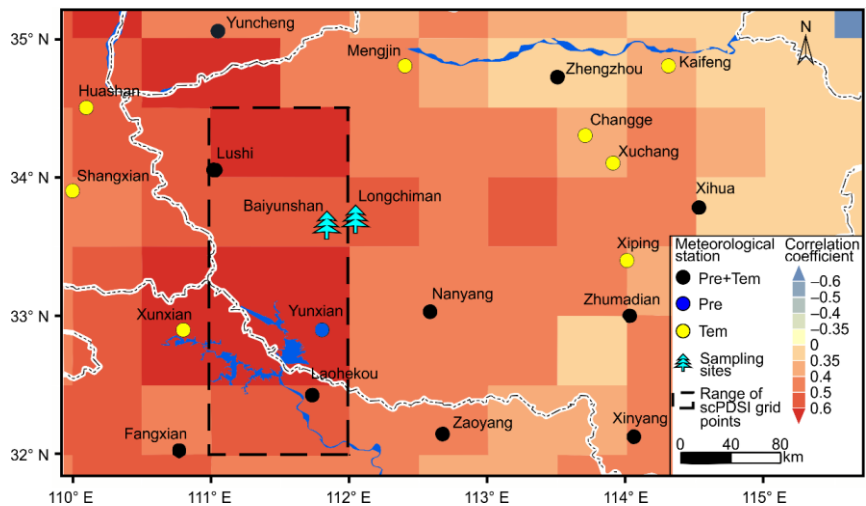 35° N
34° N
33° N
32° N
110° E
111° E
112° E
113° E
114° E
115° E
Yuncheng
Mengjin
Zhengzhou
Kaifeng
N
Huashan
Changge
Xuchang
Lushi
Shangxian
Baiyunshan
Longchiman
Xihua
Xiping
Nanyang
Zhumadian
Xunxian
Yunxian
Laohekou
Fangxian
Zaoyang
Xinyang
Meteorological
station
Pre+Tem
Pre
Tem
Sampling
sites
Range of
scPDSI grid
points
Correlation
coefficient
−0.6
−0.5
−0.4
−0.35
0
0.35
0.4
0.5
0.6
0 40 80
km